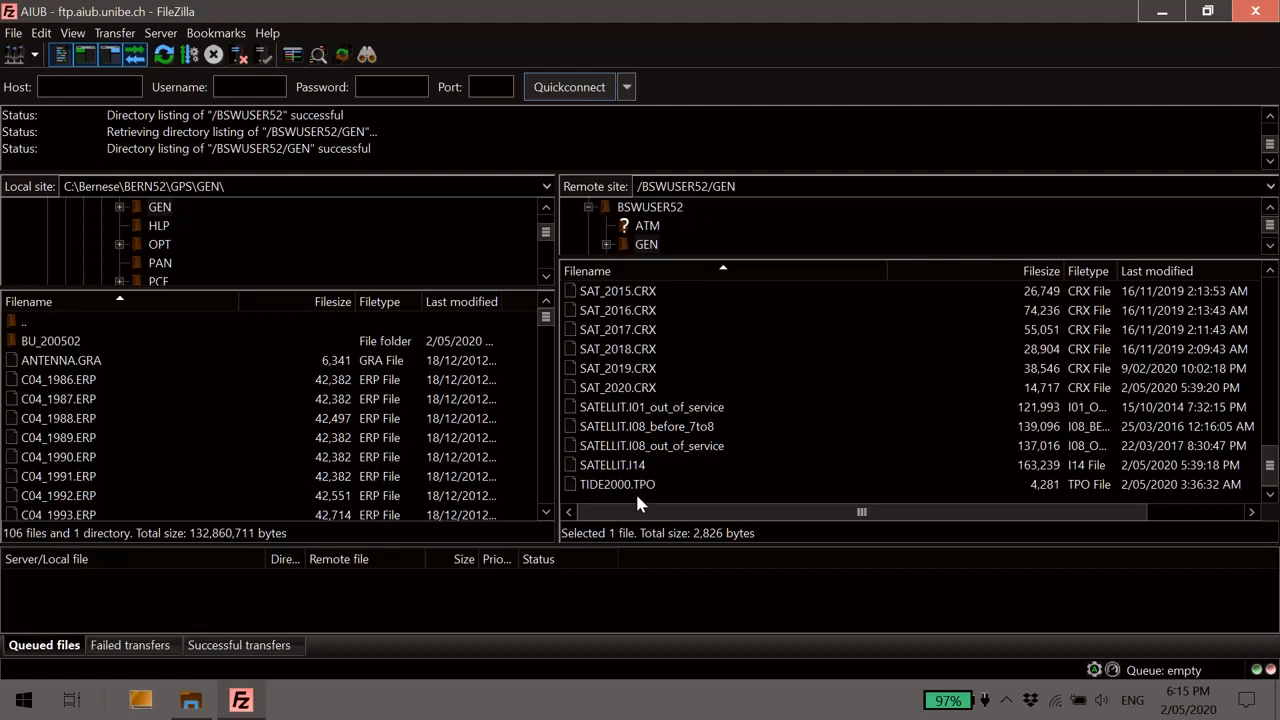 AIUB - ftp.aiub.unibe.ch - FileZilla
File Edit View Transfer Server Bookmarks Help
Host: Username: Password: Port: Quickconnect
Status: Directory listing of "/BSWUSER52" successful
Status: Retrieving directory listing of "/BSWUSER52/GEN"...
Status: Directory listing of "/BSWUSER52/GEN" successful
Local site: C:\Bernese\BERN52\GPS\GEN\
GEN
HLP
OPT
PAN
PCF
Filename Filesize Filetype Last modified
..
BU_200502 File folder 2/05/2020 ...
ANTENNA.GRA 6,341 GRA File 18/12/2012...
C04_1986.ERP 42,382 ERP File 18/12/2012...
C04_1987.ERP 42,382 ERP File 18/12/2012...
C04_1988.ERP 42,497 ERP File 18/12/2012...
C04_1989.ERP 42,382 ERP File 18/12/2012...
C04_1990.ERP 42,382 ERP File 18/12/2012...
C04_1991.ERP 42,382 ERP File 18/12/2012...
C04_1992.ERP 42,551 ERP File 18/12/2012...
C04_1993.ERP 42,714 ERP File 18/12/2012...
106 files and 1 directory. Total size: 132,860,711 bytes
Remote site: /BSWUSER52/GEN
BSWUSER52
? ATM
GEN
Filename Filesize Filetype Last modified
SAT_2015.CRX 26,749 CRX File 16/11/2019 2:13:53 AM
SAT_2016.CRX 74,236 CRX File 16/11/2019 2:13:43 AM
SAT_2017.CRX 55,051 CRX File 16/11/2019 2:11:43 AM
SAT_2018.CRX 28,904 CRX File 16/11/2019 2:09:43 AM
SAT_2019.CRX 38,546 CRX File 9/02/2020 10:02:18 PM
SAT_2020.CRX 14,717 CRX File 2/05/2020 5:39:20 PM
SATELLIT.I01_out_of_service 121,993 I01_O... 15/10/2014 7:32:15 PM
SATELLIT.I08_before_7to8 139,096 I08_BE... 25/03/2016 12:16:05 AM
SATELLIT.I08_out_of_service 137,016 I08_O... 22/03/2017 8:30:47 PM
SATELLIT.I14 163,239 I14 File 2/05/2020 5:39:18 PM
TIDE2000.TPO 4,281 TPO File 2/05/2020 3:36:32 AM
Selected 1 file. Total size: 2,826 bytes
Server/Local file Dire... Remote file Size Prio... Status
Queued files Failed transfers Successful transfers
Queue: empty
97% ENG 6:15 PM
2/05/2020